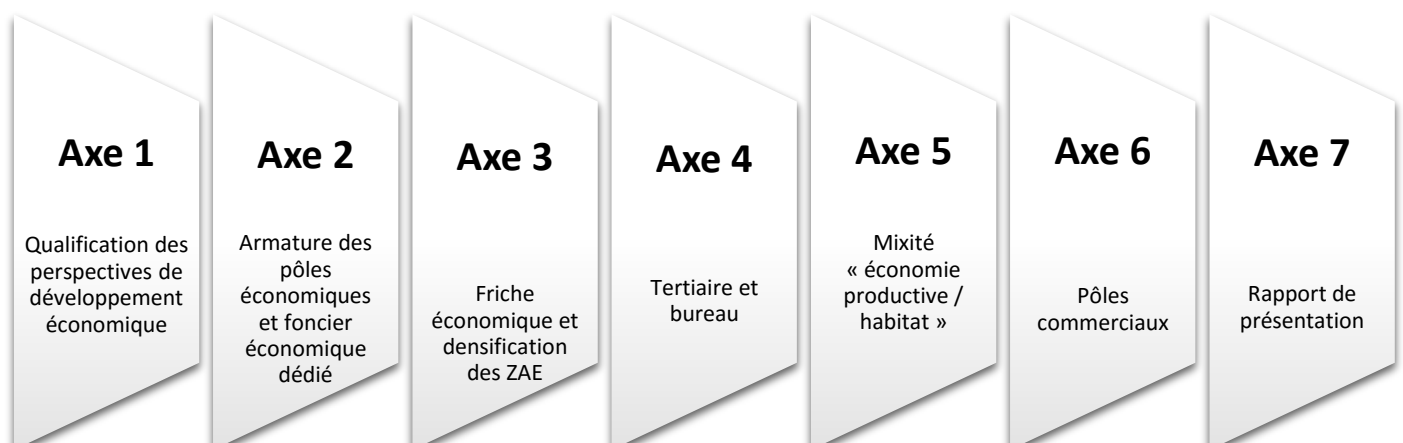 Axe 1
Qualification des
perspectives de
développement
économique
Axe 2
Armature des
pôles
économiques
et foncier
économique
dédié
Axe 3
Friche
économique et
densification
des ZAE
Axe 4
Tertiaire et
bureau
Axe 5
Mixité
« économie
productive /
habitat »
Axe 6
Pôles
commerciaux
Axe 7
Rapport de
présentation